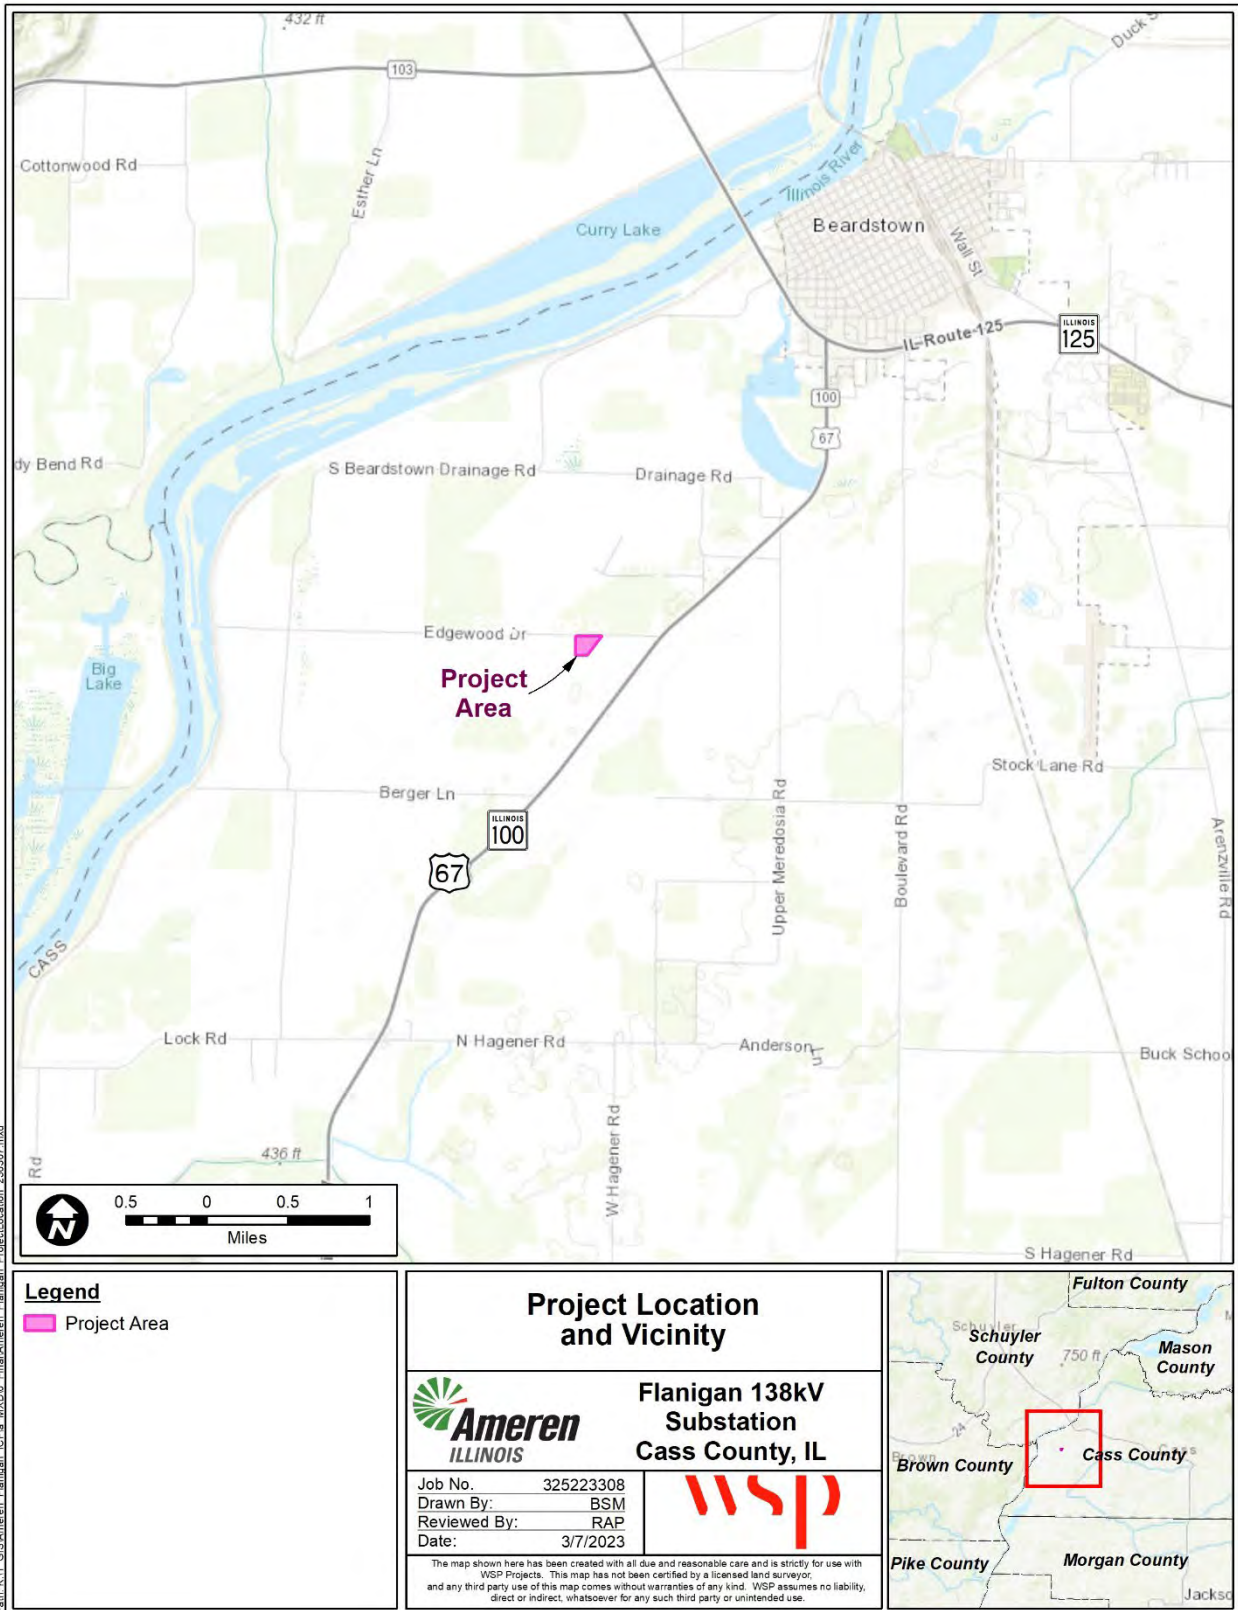 432 ft
Duck S
103
Cottonwood Rd
Esther Ln
Illinois River
Curry Lake
Beardstown
Wall St
IL-Route-125
ILLINOIS
125
100
67
dy Bend Rd
S Beardstown Drainage Rd
Drainage Rd
Edgewood Dr
Project
Area
Big
Lake
Stock Lane Rd
Berger Ln
ILLINOIS
100
67
Upper Meredosia Rd
Boulevard Rd
Arenzville Rd
CASS
Lock Rd
N Hagener Rd
Anderson Ln
Buck Schoo
W Hagener Rd
436 ft
Rd
S Hagener Rd
N
0.5 0 0.5 1
Miles
Legend
Project Area
Project Location
and Vicinity
Ameren
ILLINOIS
Flanigan 138kV
Substation
Cass County, IL
Job No. 325223308
Drawn By: BSM
Reviewed By: RAP
Date: 3/7/2023
wsp
The map shown here has been created with all due and reasonable care and is strictly for use with
WSP Projects. This map has not been certified by a licensed land surveyor,
and any third party use of this map comes without warranties of any kind. WSP assumes no liability,
direct or indirect, whatsoever for any such third party or unintended use.
Fulton County
Schuyler
Schuyler
County
750 ft
Mason
County
24
Brown
Brown County
Cass County
Cass
Pike County
Morgan County
Jackso